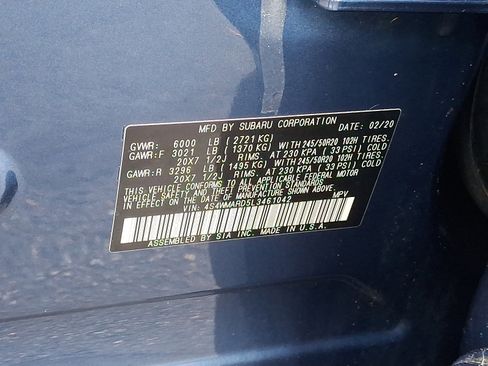 MFD BY SUBARU CORPORATION DATE: 02/20
GVWR: 6000 LB (2721 KG)
GAWR:F 3021 LB (1370 KG) WITH 245/50R20 102H TIRES.
20X7 1/2J RIMS. AT 230 KPA (33 PSI) COLD
GAWR:R 3296 LB (1495 KG) WITH 245/50R20 102H TIRES.
20X7 1/2J RIMS. AT 230 KPA (33 PSI) COLD
THIS VEHICLE CONFORMS TO ALL APPLICABLE FEDERAL MOTOR
VEHICLE SAFETY AND THEFT PREVENTION STANDARDS
IN EFFECT ON THE DATE OF MANUFACTURE SHOWN ABOVE.
VIN: 4S4WMARD5L3461042 MPV
ASSEMBLED BY SIA INC. MADE IN U.S.A.